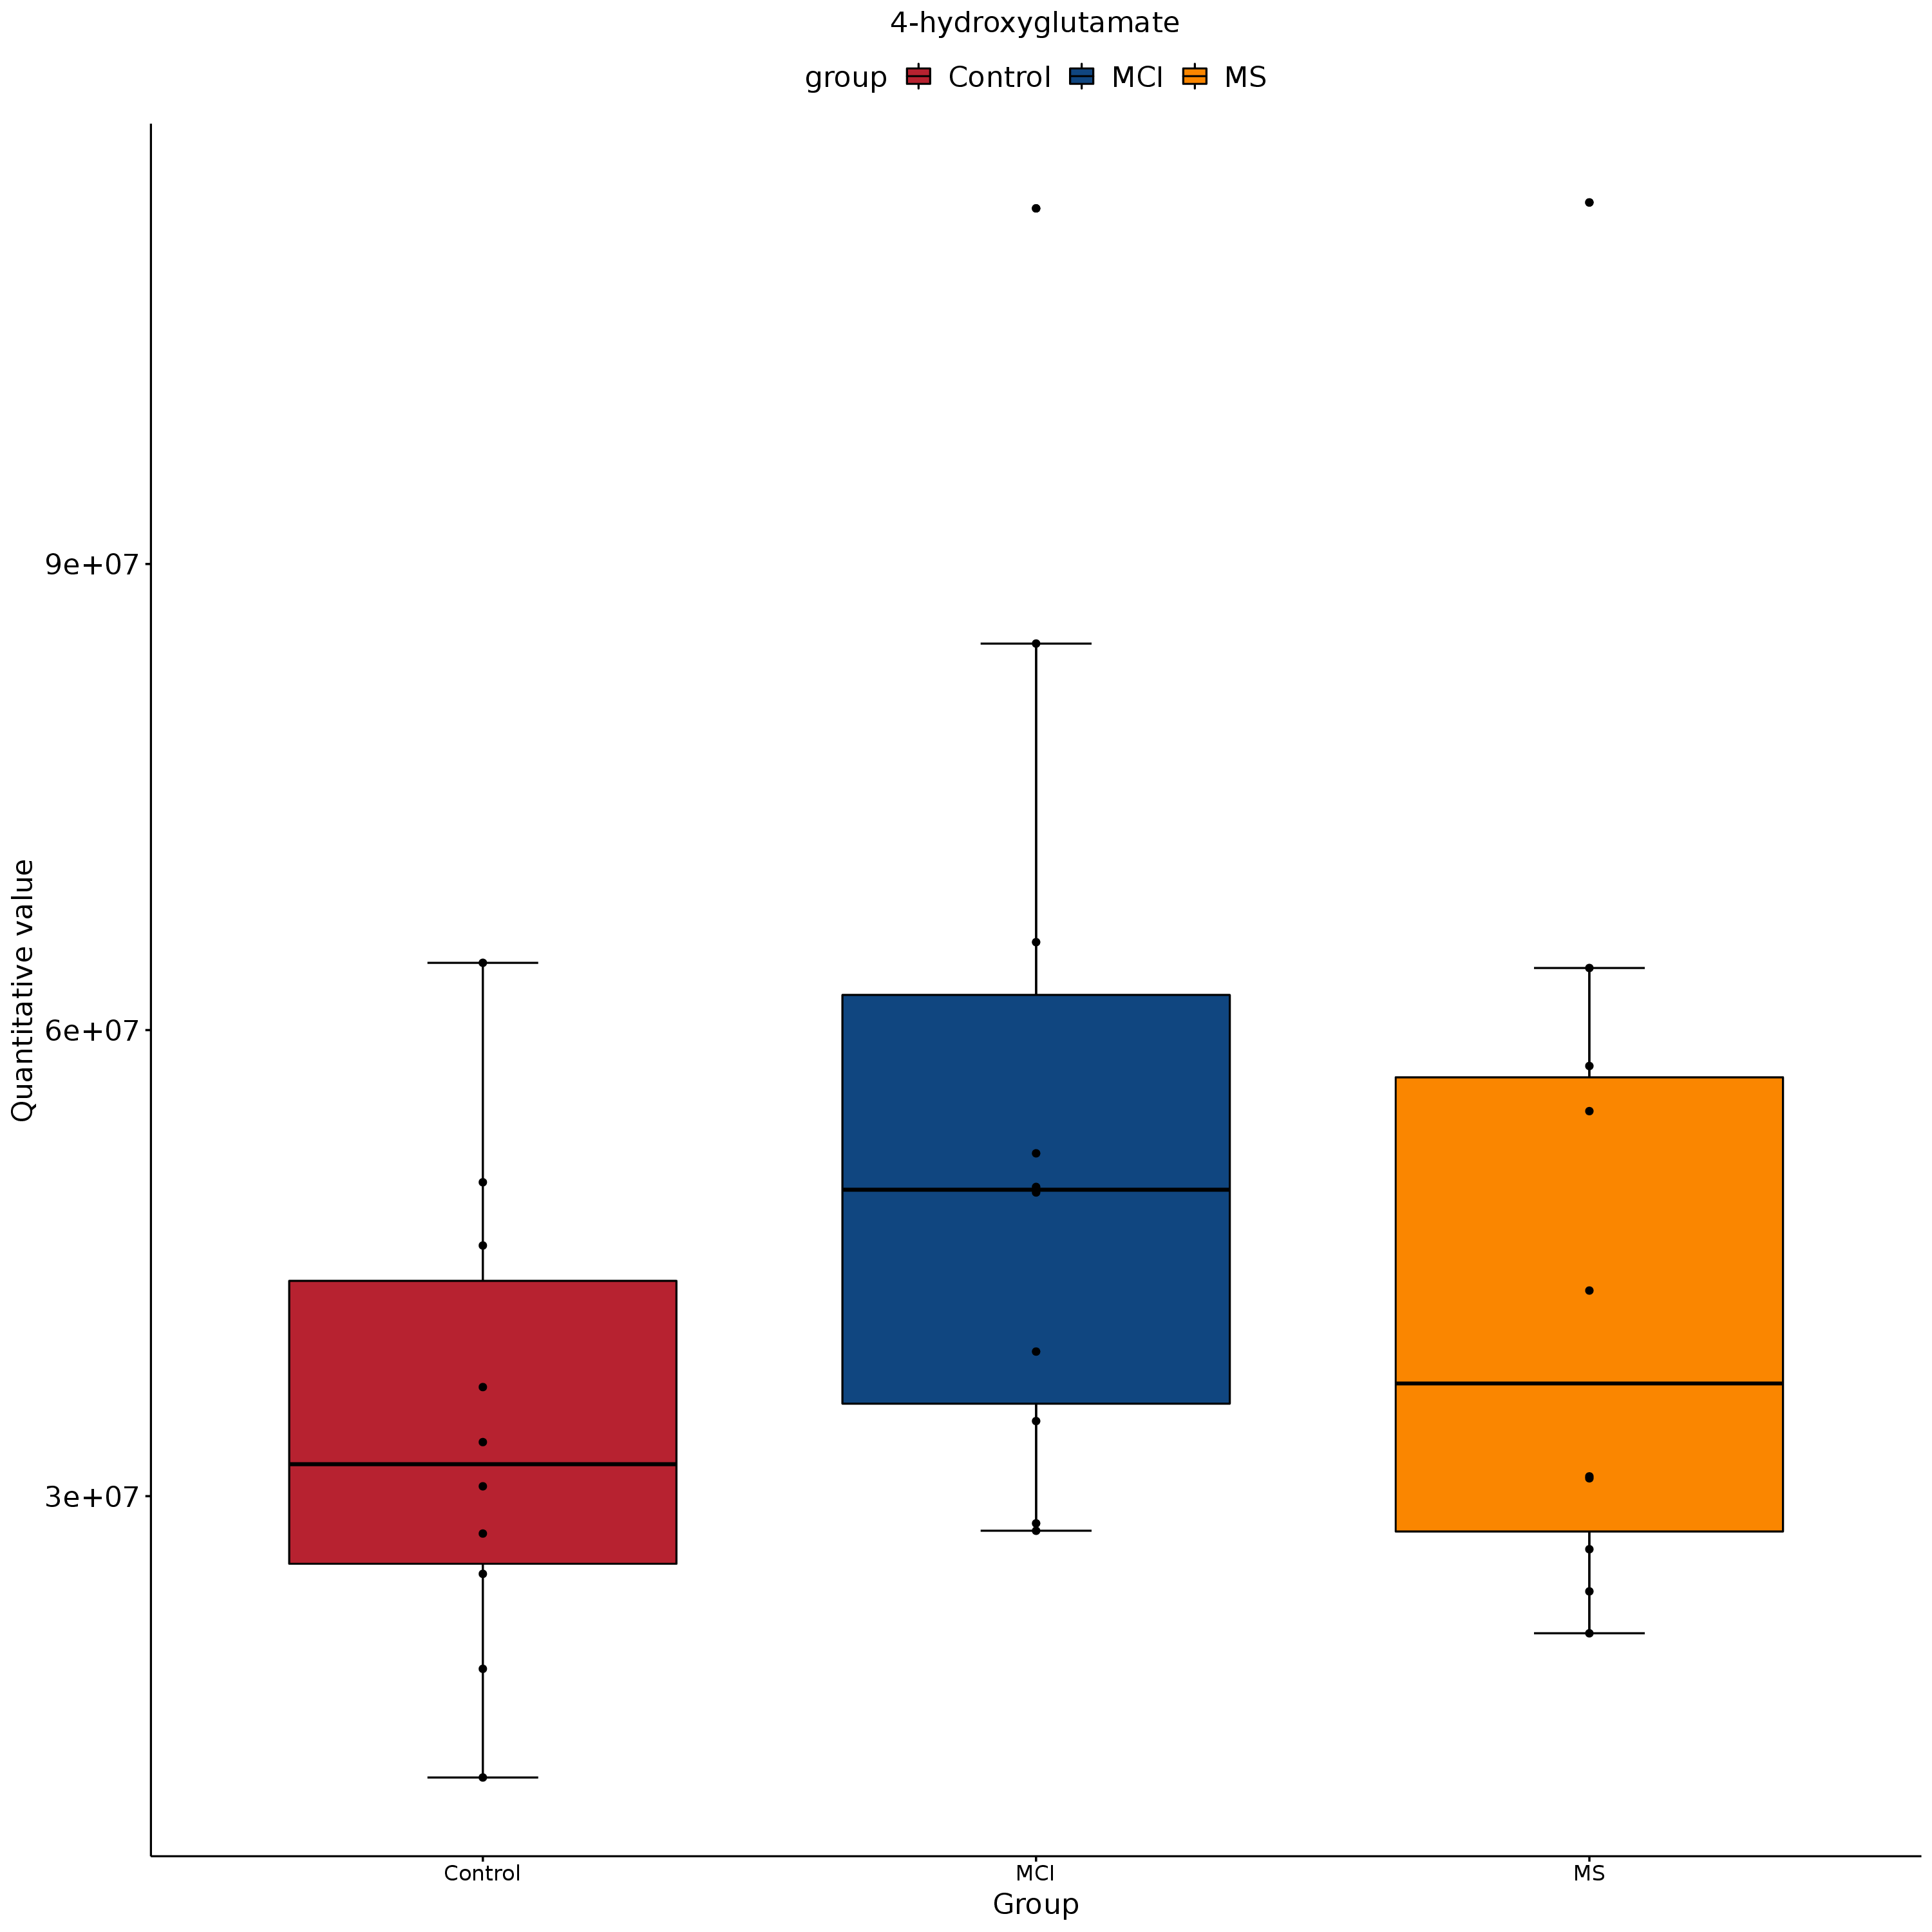 4-hydroxyglutamate
group Control MCI MS
Quantitative value
9e+07
6e+07
3e+07
Control MCI MS
Group